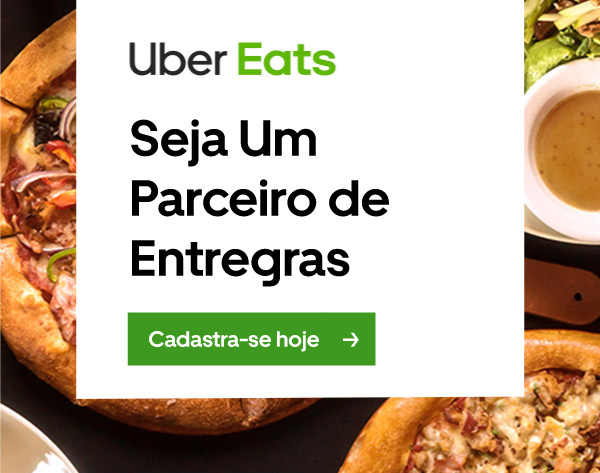 Uber Eats
Seja Um
Parceiro de
Entregras
Cadastra-se hoje →